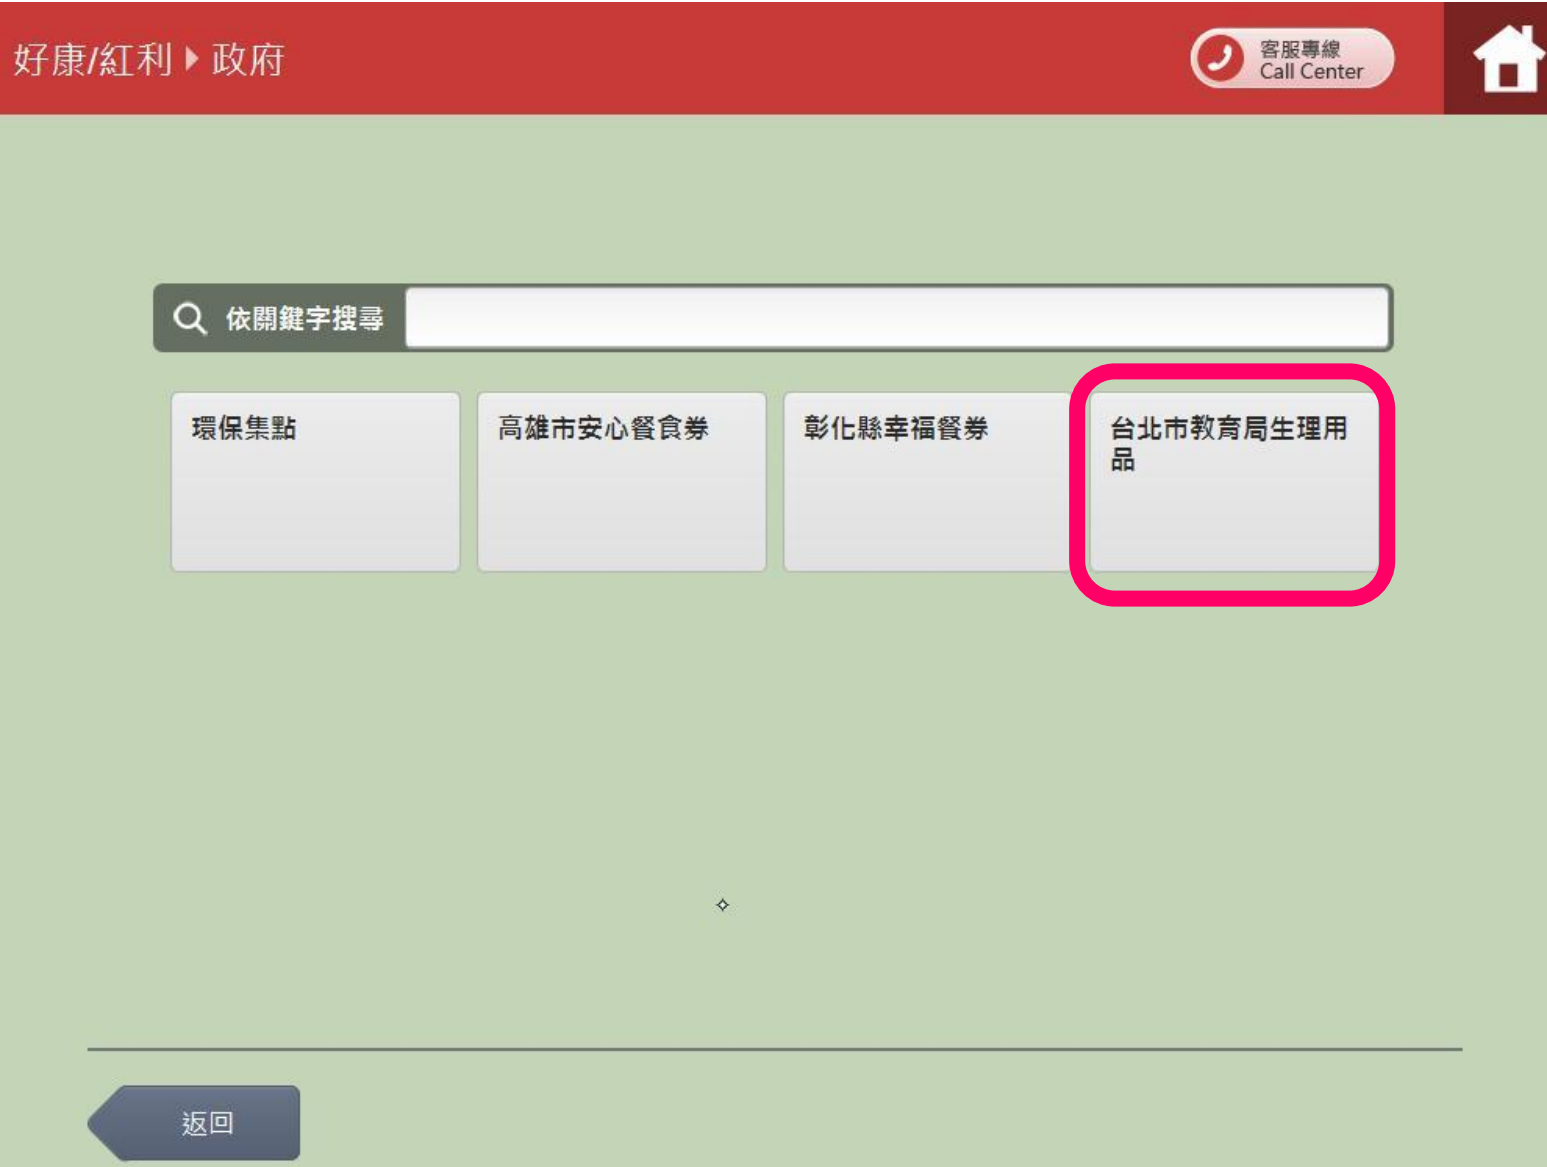 好康/紅利 政府
客服專線
Call Center
依關鍵字搜尋
環保集點
高雄市安心餐食券
彰化縣幸福餐券
台北市教育局生理用
品
返回